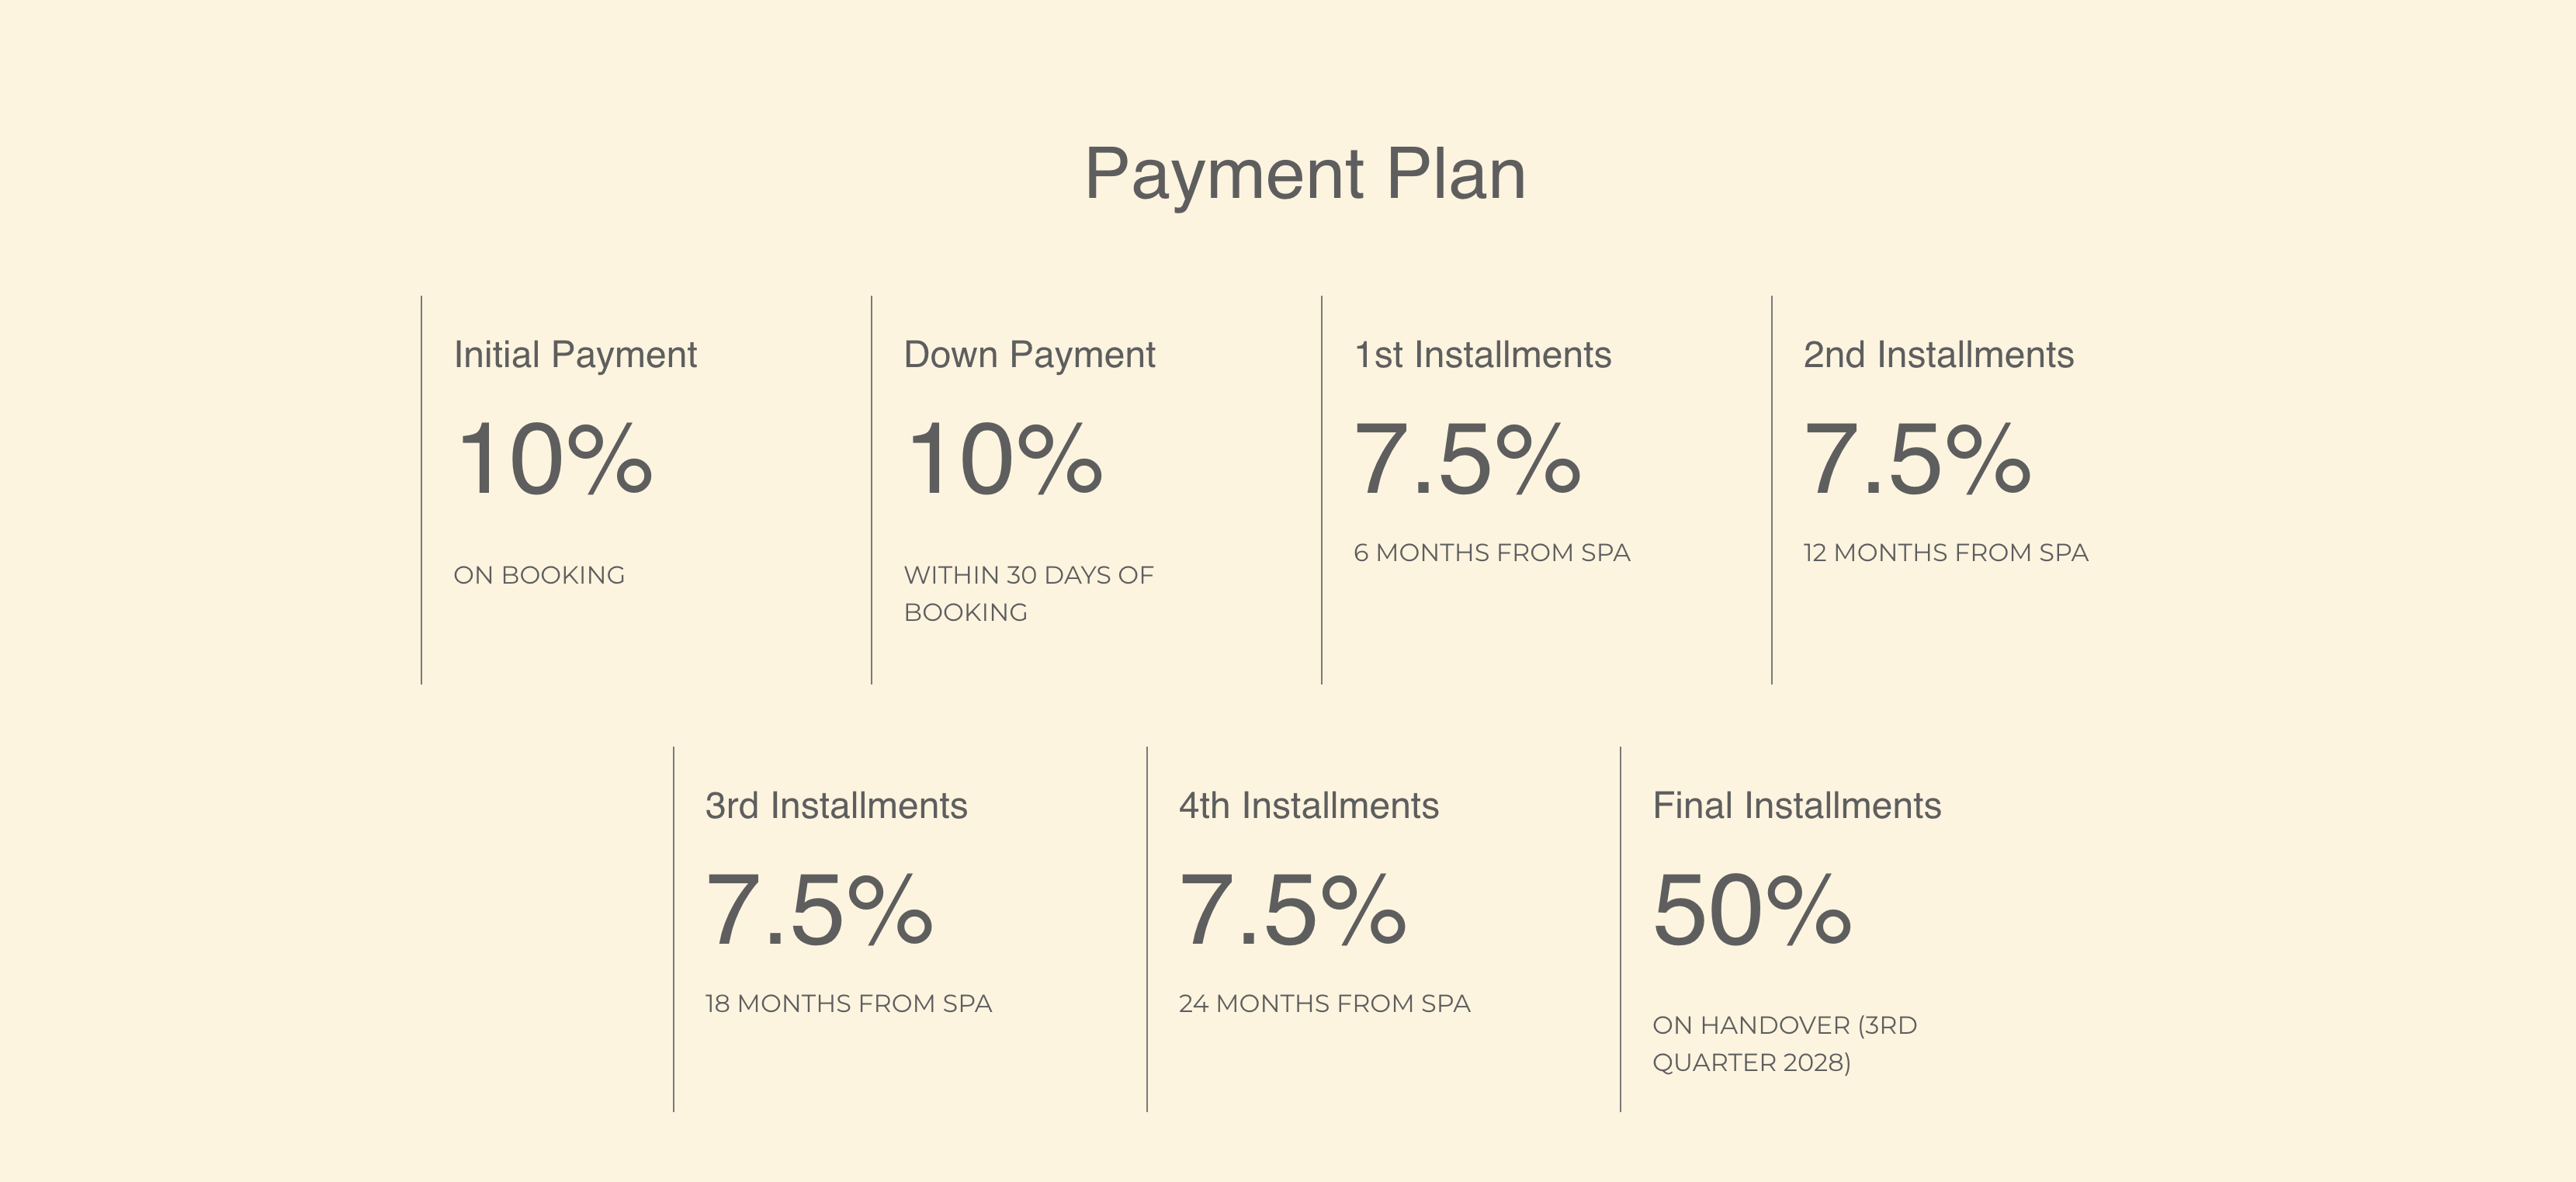 Payment Plan
Initial Payment
10%
ON BOOKING
Down Payment
10%
WITHIN 30 DAYS OF
BOOKING
1st Installments
7.5%
6 MONTHS FROM SPA
2nd Installments
7.5%
12 MONTHS FROM SPA
3rd Installments
7.5%
18 MONTHS FROM SPA
4th Installments
7.5%
24 MONTHS FROM SPA
Final Installments
50%
ON HANDOVER (3RD
QUARTER 2028)